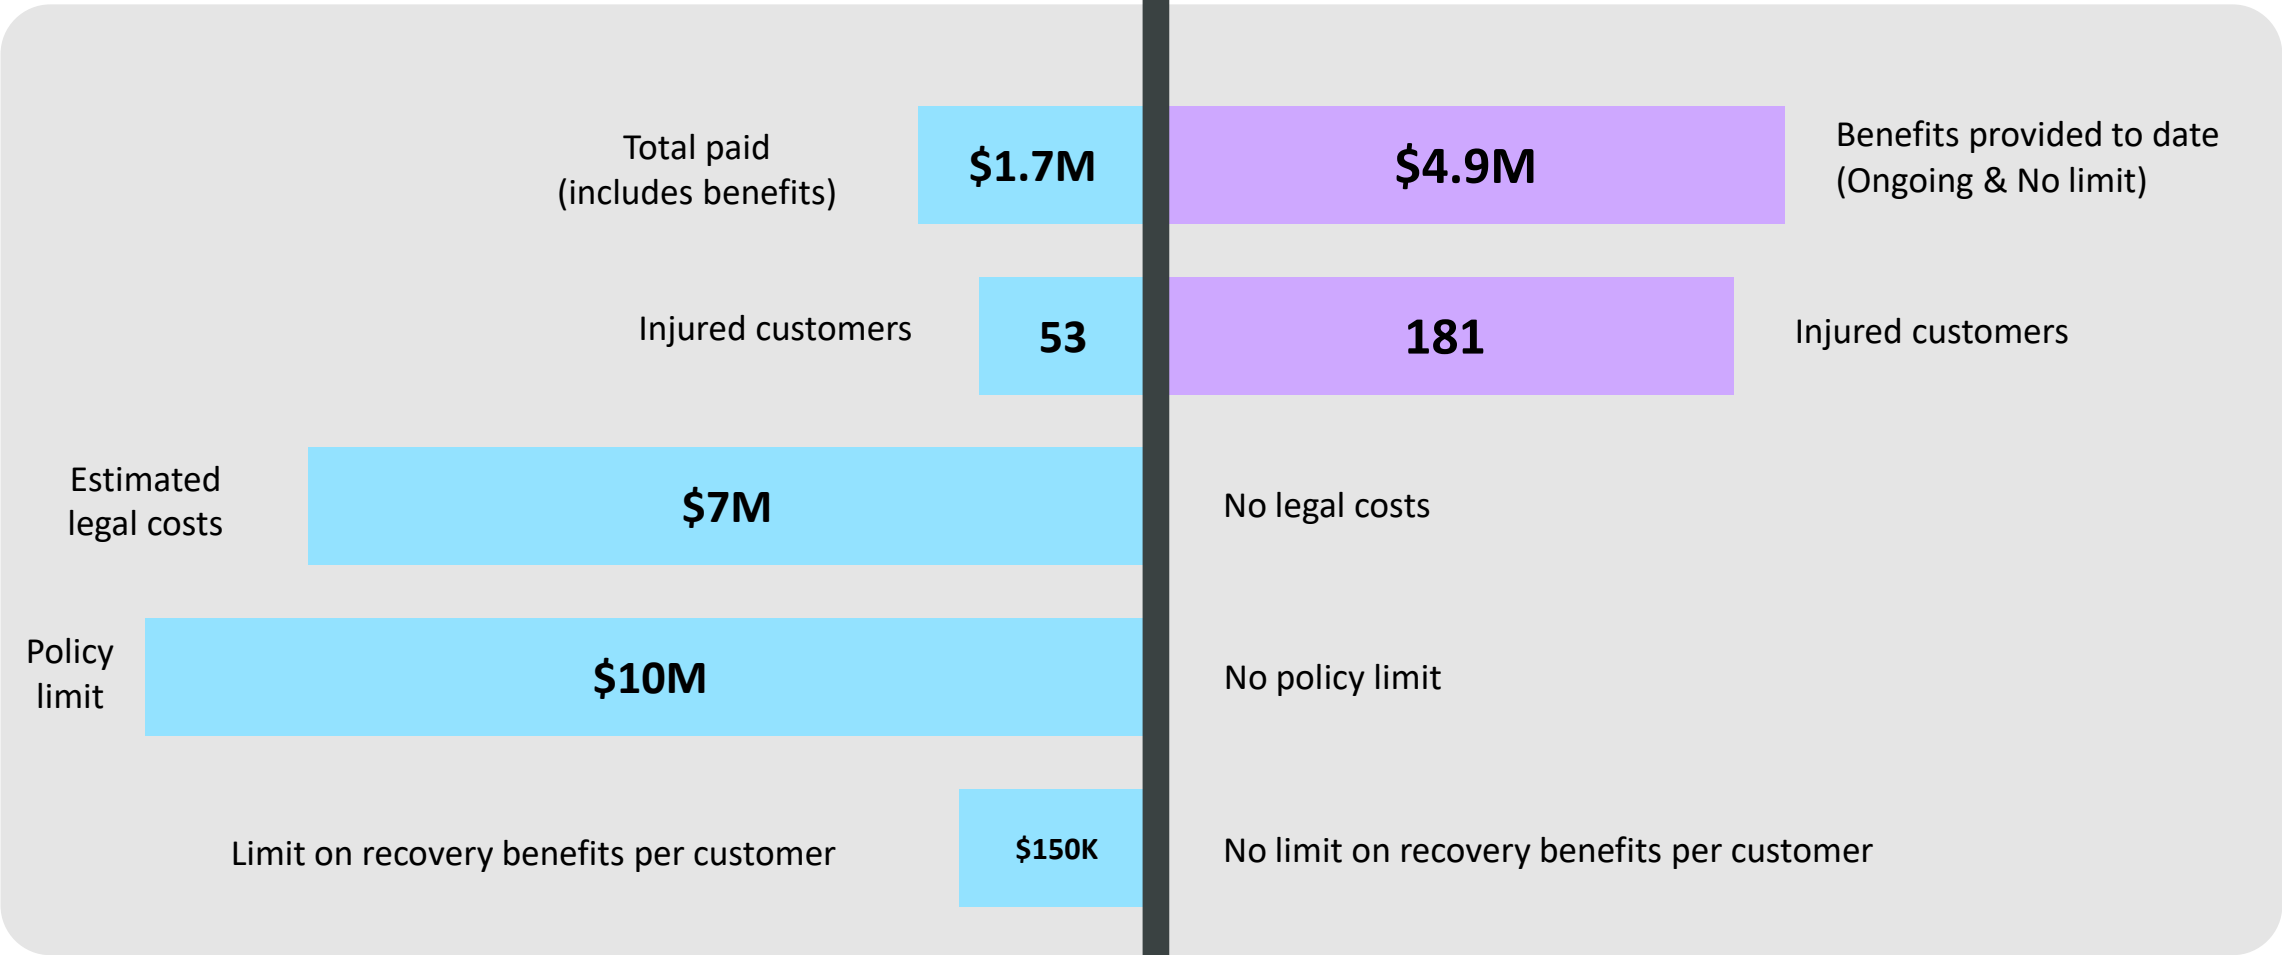 Total paid
(includes benefits)
$1.7M
$4.9M
Benefits provided to date
(Ongoing & No limit)
Injured customers
53
181
Injured customers
Estimated
legal costs
$7M
No legal costs
Policy
limit
$10M
No policy limit
Limit on recovery benefits per customer
$150K
No limit on recovery benefits per customer